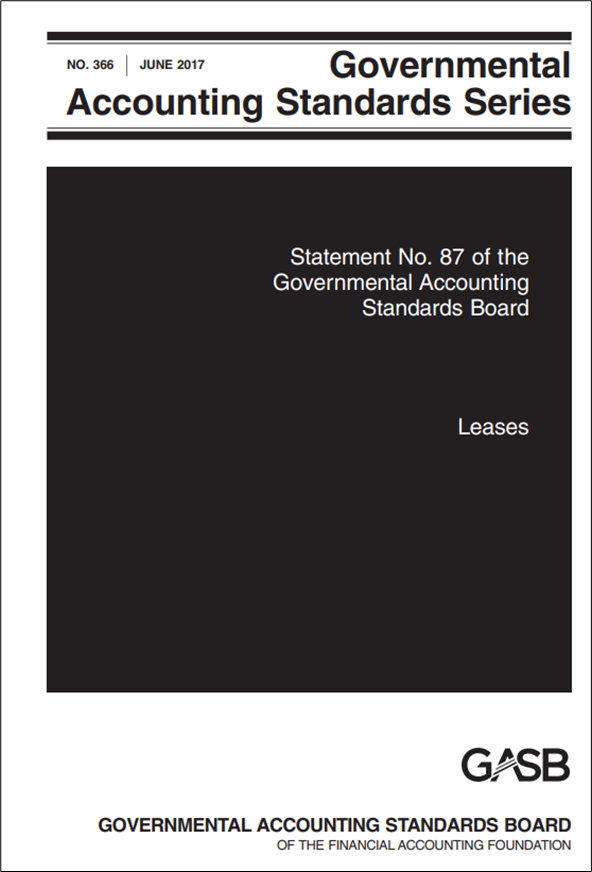 NO. 366 | JUNE 2017
Governmental
Accounting Standards Series
Statement No. 87 of the
Governmental Accounting
Standards Board
Leases
GASB
GOVERNMENTAL ACCOUNTING STANDARDS BOARD
OF THE FINANCIAL ACCOUNTING FOUNDATION